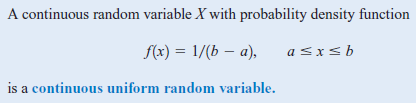 A continuous random variable X with probability density function
f(x) = 1/(b − a),    a ≤ x ≤ b
is a continuous uniform random variable.